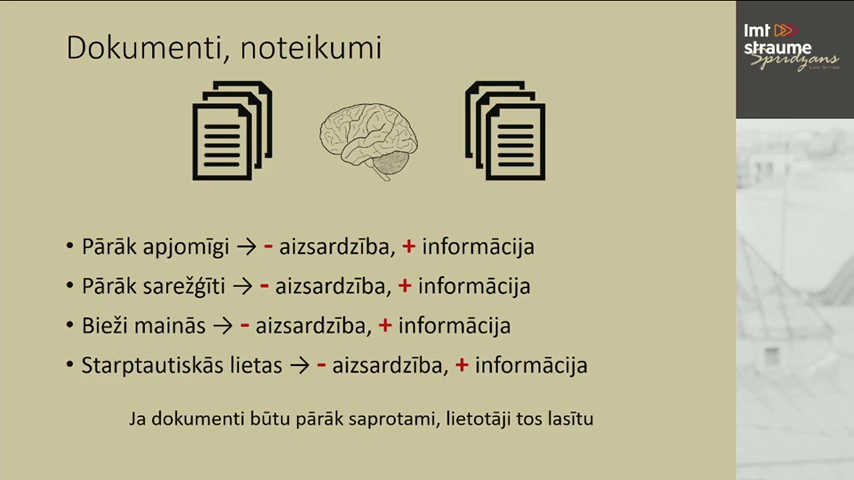 Dokumenti, noteikumi
lmt
straume
Spridzāns
• Pārāk apjomīgi → - aizsardzība, + informācija
• Pārāk sarežģīti → - aizsardzība, + informācija
• Bieži mainās → - aizsardzība, + informācija
• Starptautiskās lietas → - aizsardzība, + informācija
Ja dokumenti būtu pārāk saprotami, lietotāji tos lasītu